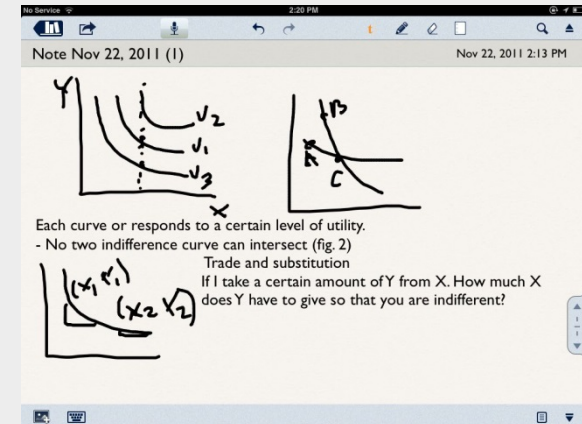 No Service
2:20 PM
t
Note Nov 22, 2011 (1)
Nov 22, 2011 2:13 PM
Y
V2
V1
V3
X
B
A
C
Each curve or responds to a certain level of utility.
- No two indifference curve can intersect (fig. 2)
Trade and substitution
If I take a certain amount of Y from X. How much X
does Y have to give so that you are indifferent?
(X1 Y1)
(X2 Y2)